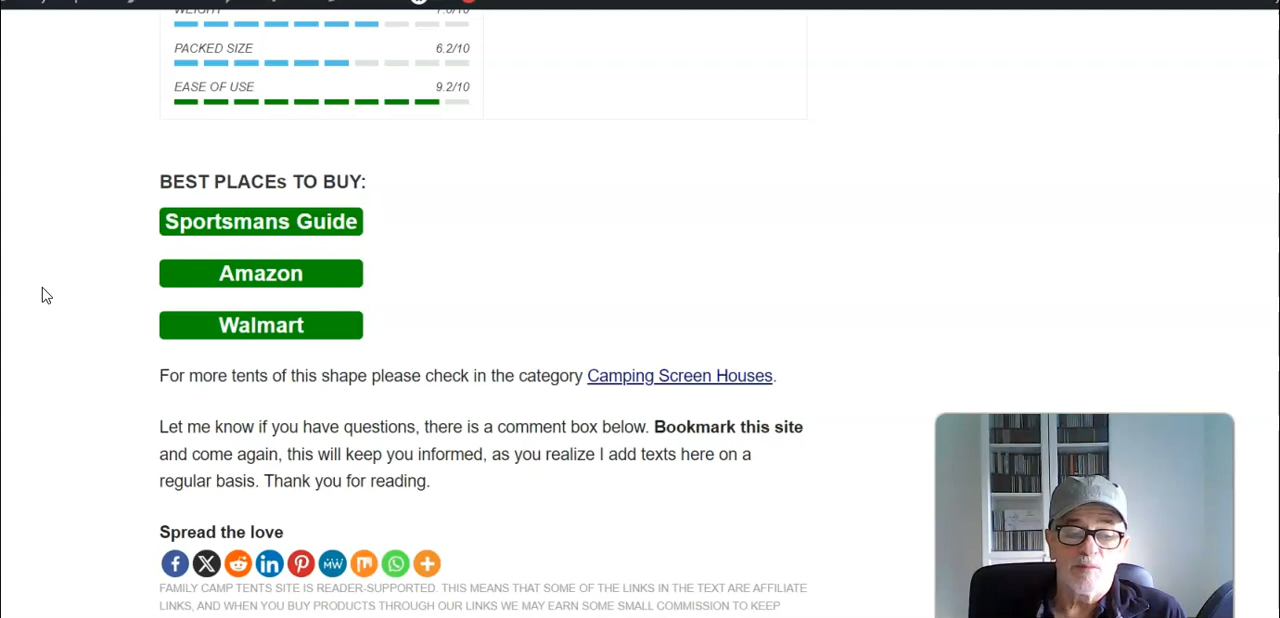 WEIGHT 7.0/10
PACKED SIZE 6.2/10
EASE OF USE 9.2/10
BEST PLACEs TO BUY:
Sportsmans Guide
Amazon
Walmart
For more tents of this shape please check in the category Camping Screen Houses.
Let me know if you have questions, there is a comment box below. Bookmark this site
and come again, this will keep you informed, as you realize I add texts here on a
regular basis. Thank you for reading.
Spread the love
FAMILY CAMP TENTS SITE IS READER-SUPPORTED. THIS MEANS THAT SOME OF THE LINKS IN THE TEXT ARE AFFILIATE
LINKS, AND WHEN YOU BUY PRODUCTS THROUGH OUR LINKS WE MAY EARN SOME SMALL COMMISSION TO KEEP